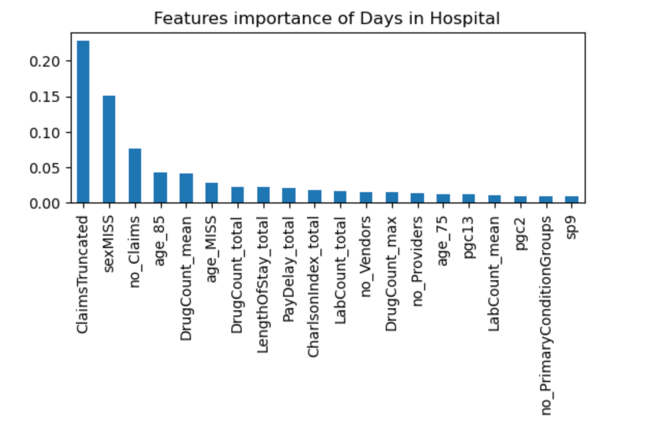 Features importance of Days in Hospital
0.20
0.15
0.10
0.05
0.00
ClaimsTruncated
sexMISS
no_Claims
age_85
DrugCount_mean
age_MISS
DrugCount_total
LengthOfStay_total
PayDelay_total
CharlsonIndex_total
LabCount_total
no_Vendors
DrugCount_max
no_Providers
age_75
pgc13
LabCount_mean
pgc2
no_PrimaryConditionGroups
sp9